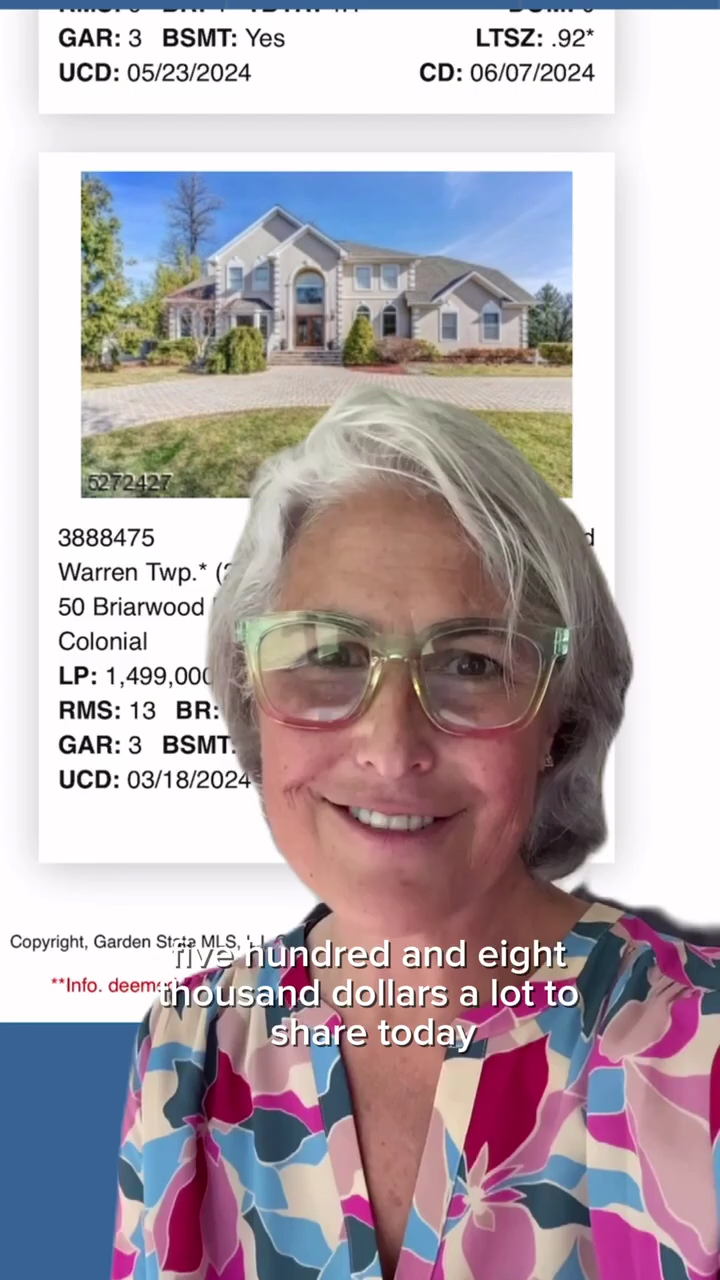 GAR: 3 BSMT: Yes LTSZ: .92*
UCD: 05/23/2024 CD: 06/07/2024
5272427
3888475
Warren Twp.*
50 Briarwood
Colonial
LP: 1,499,000
RMS: 13 BR:
GAR: 3 BSMT:
UCD: 03/18/2024
Copyright, Garden State MLS,
**Info.
five hundred and eight
thousand dollars a lot to
share today